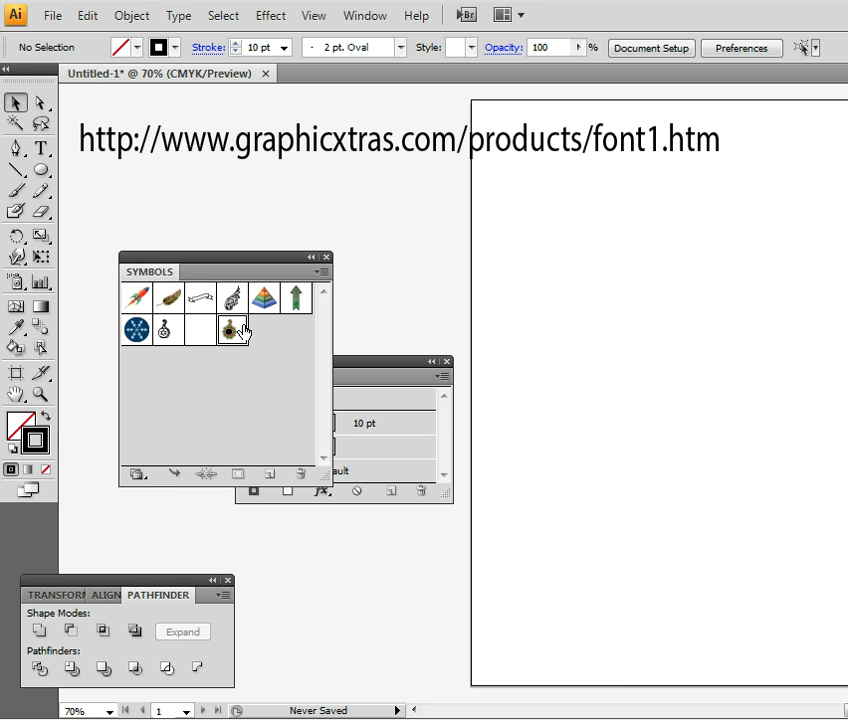 Ai File Edit Object Type Select Effect View Window Help Br
No Selection Stroke: 10 pt 2 pt. Oval Style: Opacity: 100 % Document Setup Preferences
Untitled-1* @ 70% (CMYK/Preview)
http://www.graphicxtras.com/products/font1.htm
SYMBOLS
10 pt
ault
fx
TRANSFORM ALIGN PATHFINDER
Shape Modes:
Expand
Pathfinders:
70% 1 Never Saved